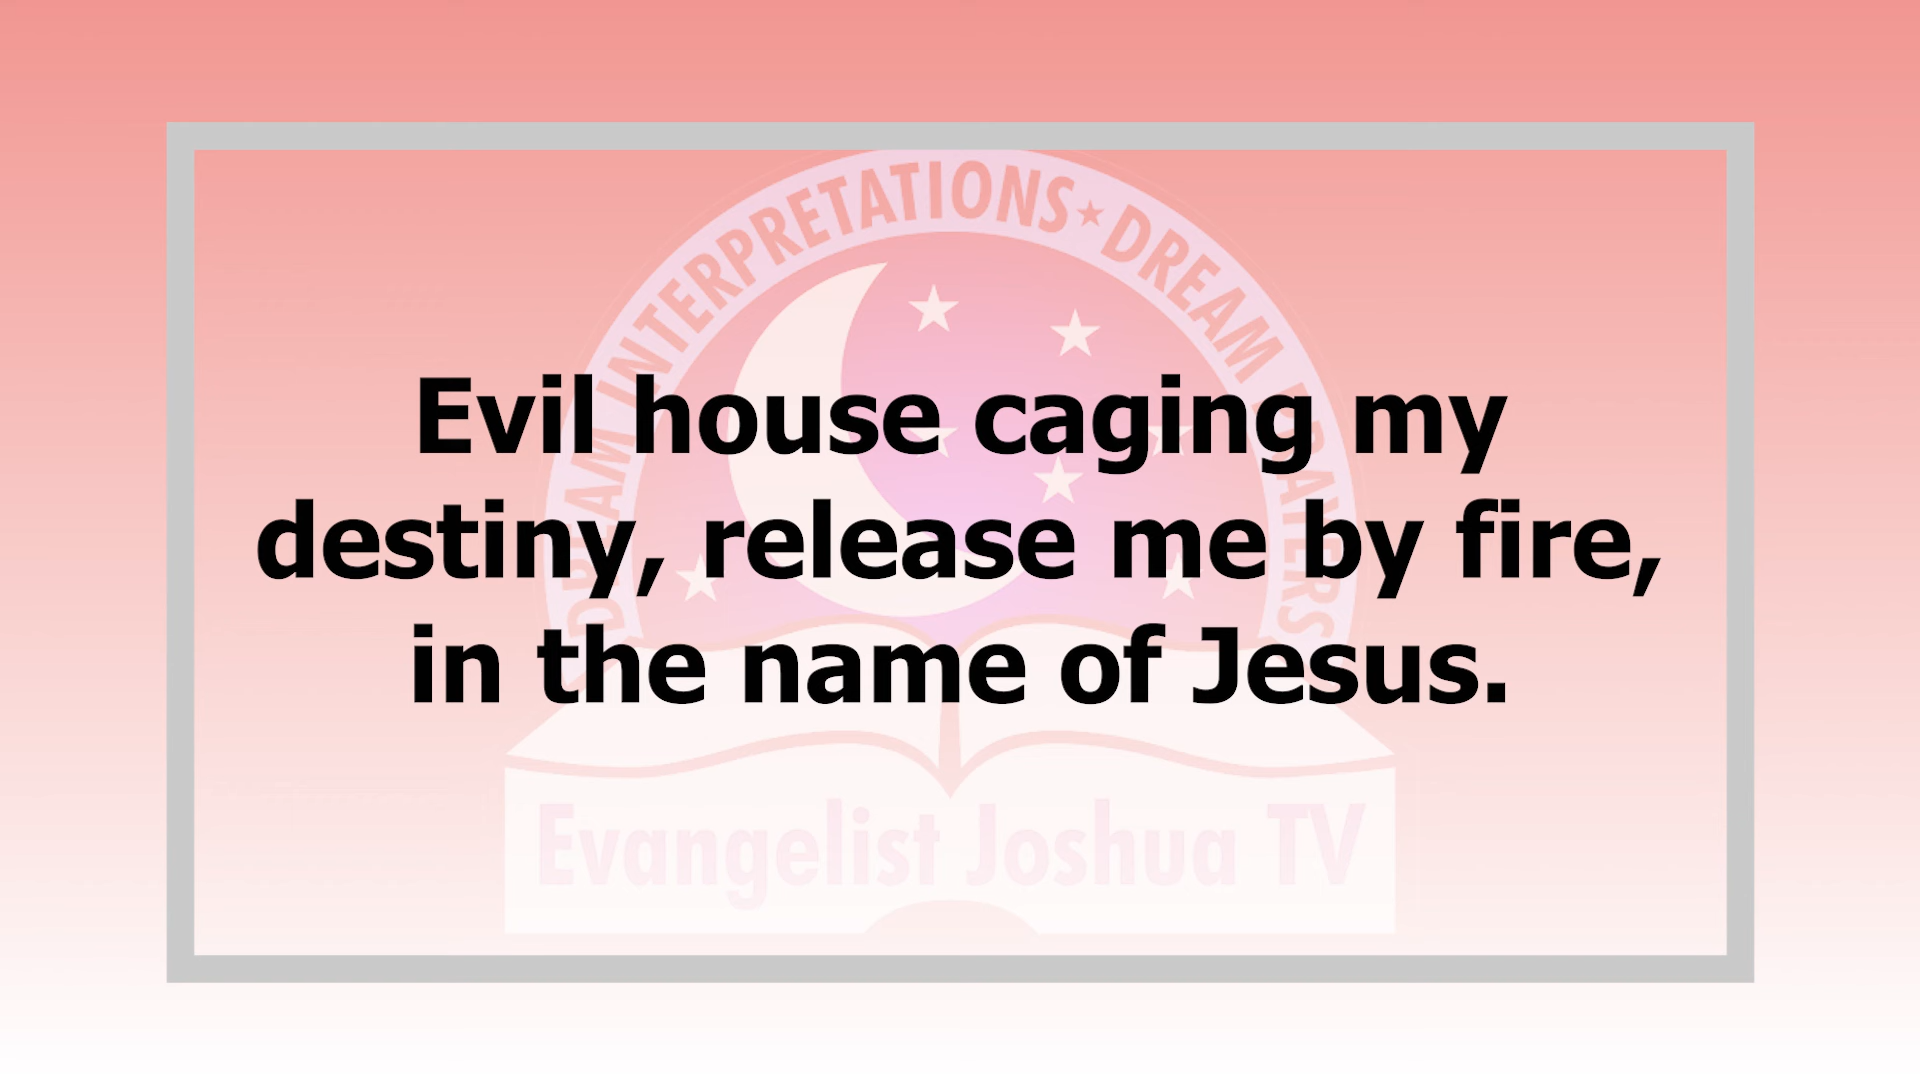 DREAM INTERPRETATIONS★DREAM PRAYERS
Evil house caging my
destiny, release me by fire,
in the name of Jesus.
Evangelist Joshua TV